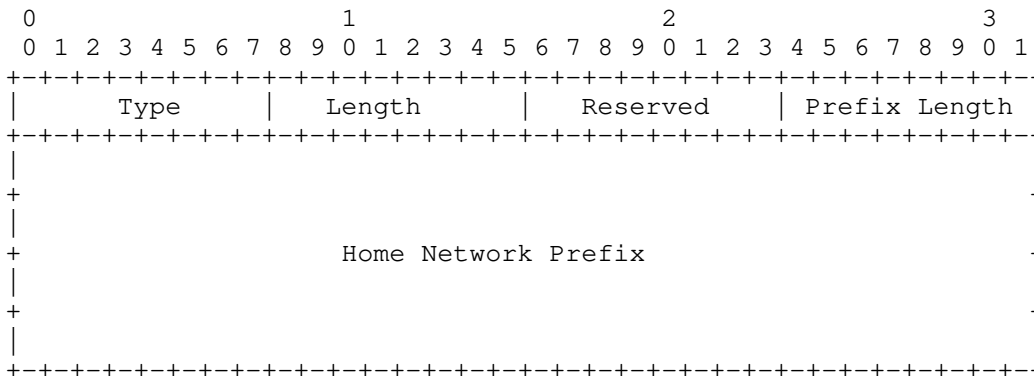 0                   1                   2                   3
 0 1 2 3 4 5 6 7 8 9 0 1 2 3 4 5 6 7 8 9 0 1 2 3 4 5 6 7 8 9 0 1
+-+-+-+-+-+-+-+-+-+-+-+-+-+-+-+-+-+-+-+-+-+-+-+-+-+-+-+-+-+-+-+-
|      Type     |   Length      |   Reserved    | Prefix Length
+-+-+-+-+-+-+-+-+-+-+-+-+-+-+-+-+-+-+-+-+-+-+-+-+-+-+-+-+-+-+-+-
|
+                                                               -
|
+                    Home Network Prefix                        -
|
+                                                               -
|
+-+-+-+-+-+-+-+-+-+-+-+-+-+-+-+-+-+-+-+-+-+-+-+-+-+-+-+-+-+-+-+-